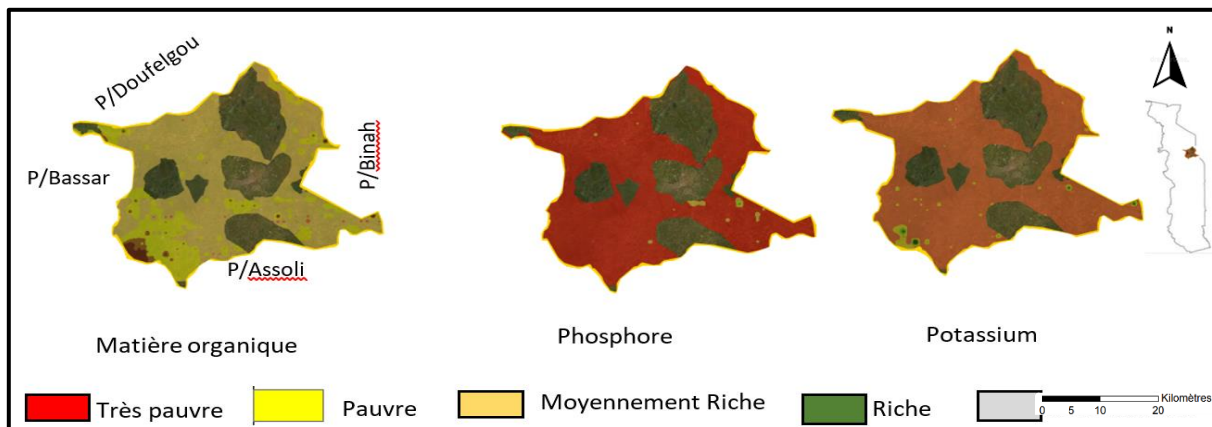 N
P/Doufelgou
P/Binah
P/Bassar
P/Assoli
Matière organique
Phosphore
Potassium
Très pauvre
Pauvre
Moyennement Riche
Riche
Kilomètres
0 5 10 20